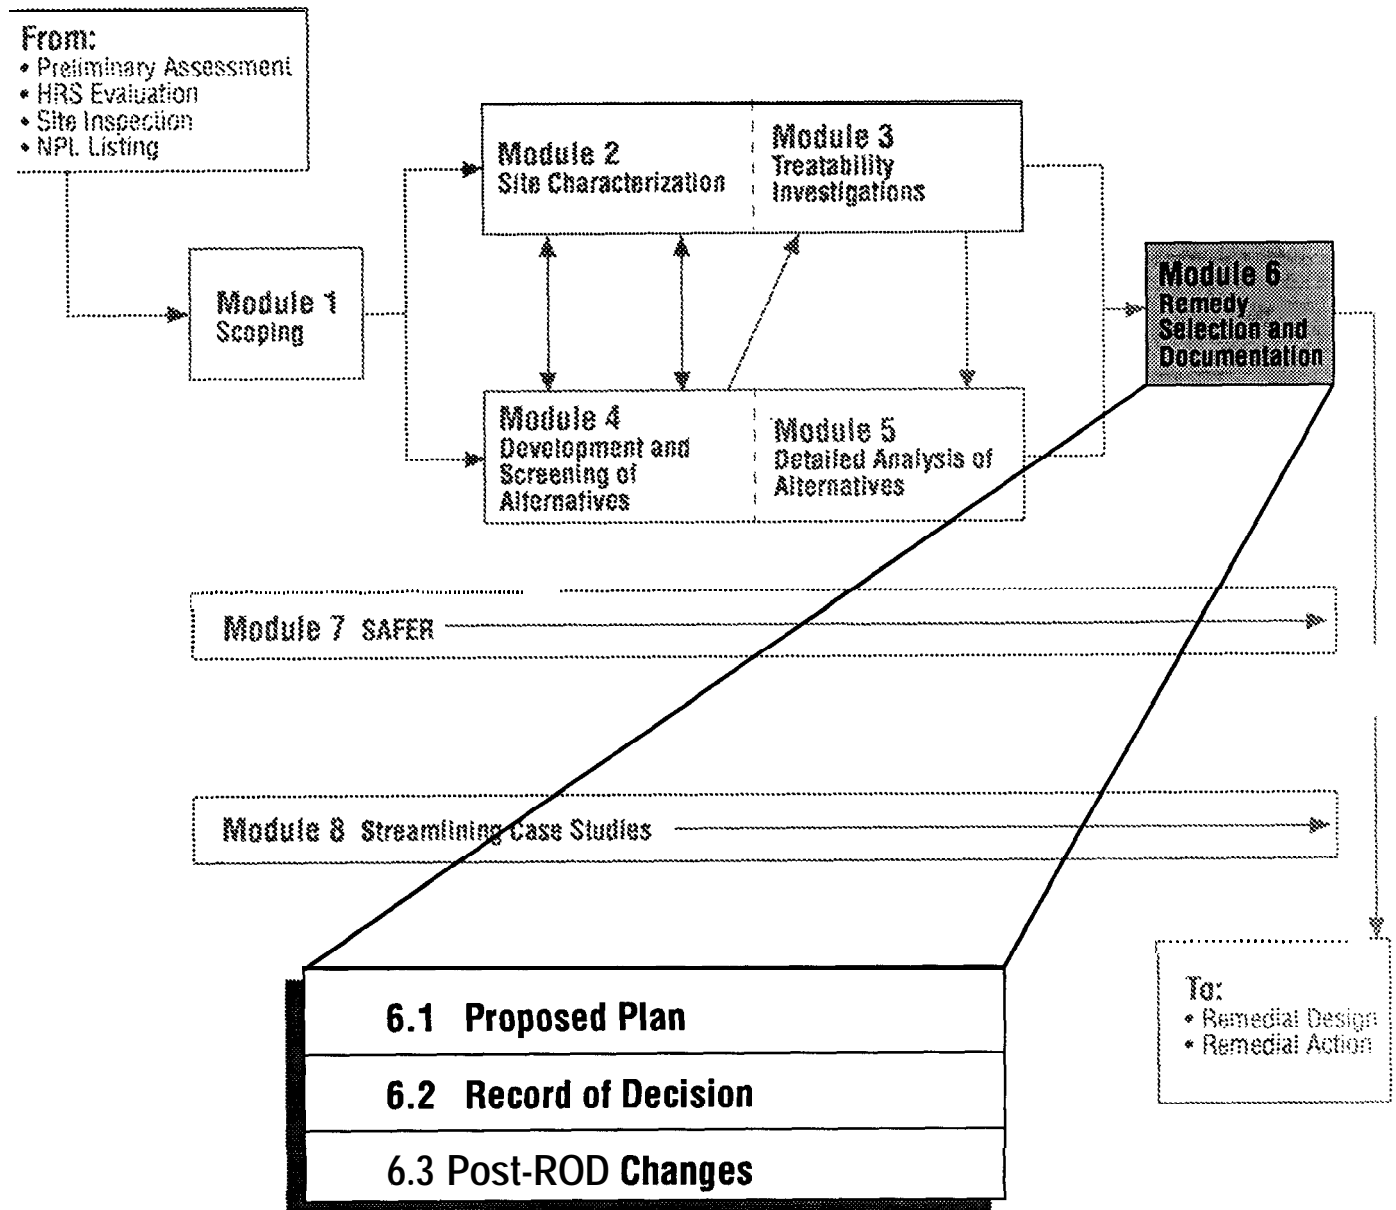 From:
• Preliminary Assessment
• HRS Evaluation
• Site Inspection
• NPL Listing
Module 1
Scoping
Module 2
Site Characterization
Module 3
Treatability
Investigations
Module 4
Development and
Screening of
Alternatives
Module 5
Detailed Analysis of
Alternatives
Module 6
Remedy
Selection and
Documentation
Module 7 SAFER
Module 8 Streamlining Case Studies
6.1 Proposed Plan
6.2 Record of Decision
6.3 Post-ROD Changes
To:
• Remedial Design
• Remedial Action